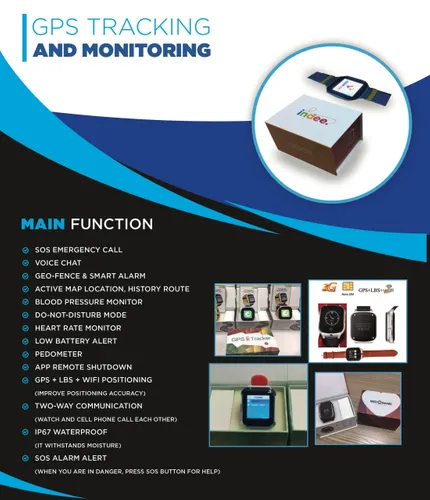 GPS TRACKING
AND MONITORING
indee.
MAIN FUNCTION
SOS EMERGENCY CALL
VOICE CHAT
GEO-FENCE & SMART ALARM
ACTIVE MAP LOCATION, HISTORY ROUTE
BLOOD PRESSURE MONITOR
DO-NOT-DISTURB MODE
HEART RATE MONITOR
LOW BATTERY ALERT
PEDOMETER
APP REMOTE SHUTDOWN
GPS + LBS + WIFI POSITIONING
(IMPROVE POSITIONING ACCURACY)
TWO-WAY COMMUNICATION
(WATCH AND CELL PHONE CALL EACH OTHER)
IP67 WATERPROOF
(IT WITHSTANDS MOISTURE)
SOS ALARM ALERT
(WHEN YOU ARE IN DANGER, PRESS SOS BUTTON FOR HELP)
3G
GPS+LBS+Wifi
GPS Tracker